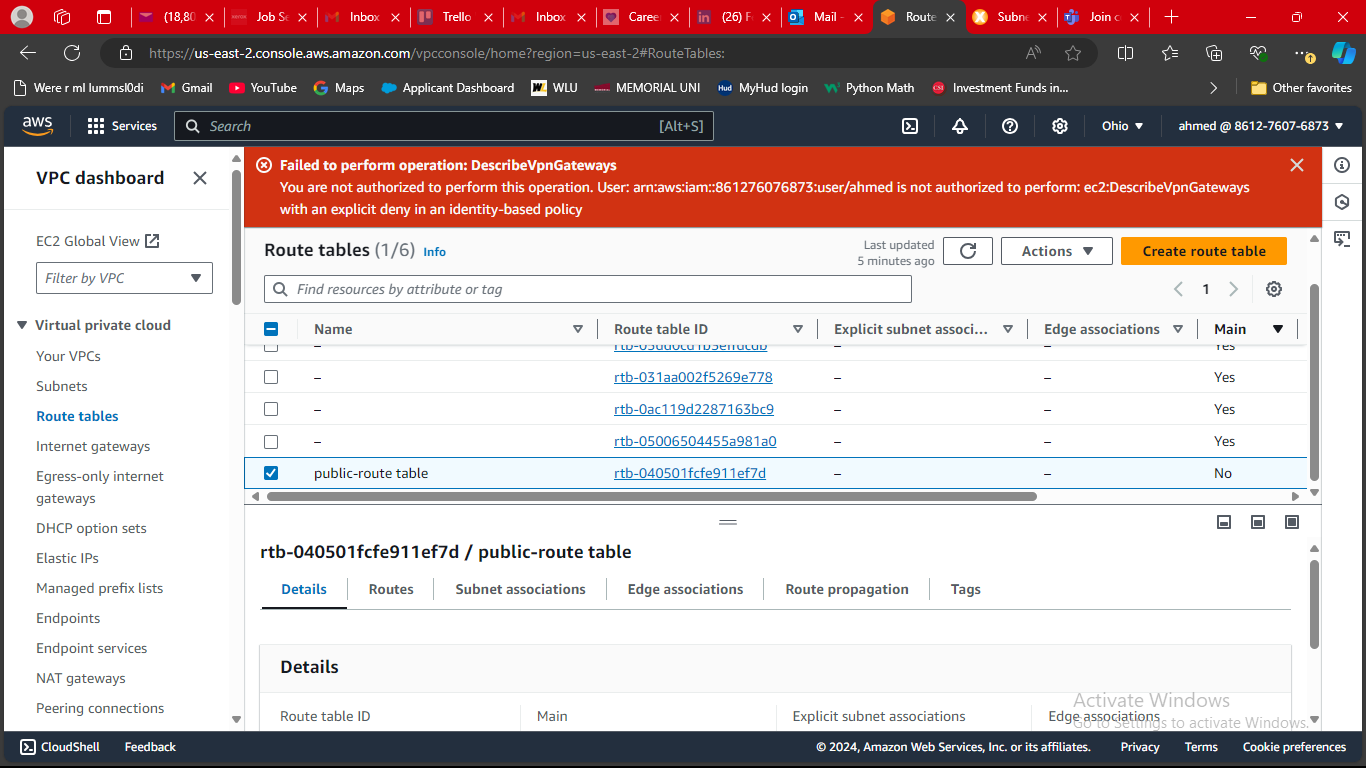 (18,80
Job Se
Inbox
Trello
Inbox
Caree
(26) F
Mail -
Route
Subne
Join c
https://us-east-2.console.aws.amazon.com/vpcconsole/home?region=us-east-2#RouteTables:
Were r ml lummsl0di
Gmail
YouTube
Maps
Applicant Dashboard
WLU
MEMORIAL UNI
MyHud login
Python Math
Investment Funds in...
Other favorites
aws
Services
Search
[Alt+S]
Ohio
ahmed @ 8612-7607-6873
VPC dashboard
EC2 Global View
Filter by VPC
Virtual private cloud
Your VPCs
Subnets
Route tables
Internet gateways
Egress-only internet
gateways
DHCP option sets
Elastic IPs
Managed prefix lists
Endpoints
Endpoint services
NAT gateways
Peering connections
Failed to perform operation: DescribeVpnGateways
You are not authorized to perform this operation. User: arn:aws:iam::861276076873:user/ahmed is not authorized to perform: ec2:DescribeVpnGateways
with an explicit deny in an identity-based policy
Route tables (1/6) Info
Last updated
5 minutes ago
Actions
Create route table
Find resources by attribute or tag
1
Name
Route table ID
Explicit subnet associ...
Edge associations
Main
– – – Yes
– rtb-031aa002f5269e778 – – Yes
– rtb-0ac119d2287163bc9 – – Yes
– rtb-05006504455a981a0 – – Yes
public-route table rtb-040501fcfe911ef7d – – No
rtb-040501fcfe911ef7d / public-route table
Details
Routes
Subnet associations
Edge associations
Route propagation
Tags
Details
Route table ID
Main
Explicit subnet associations
Edge associations
Activate Windows
Go to Settings to activate Windows.
CloudShell
Feedback
© 2024, Amazon Web Services, Inc. or its affiliates.
Privacy
Terms
Cookie preferences